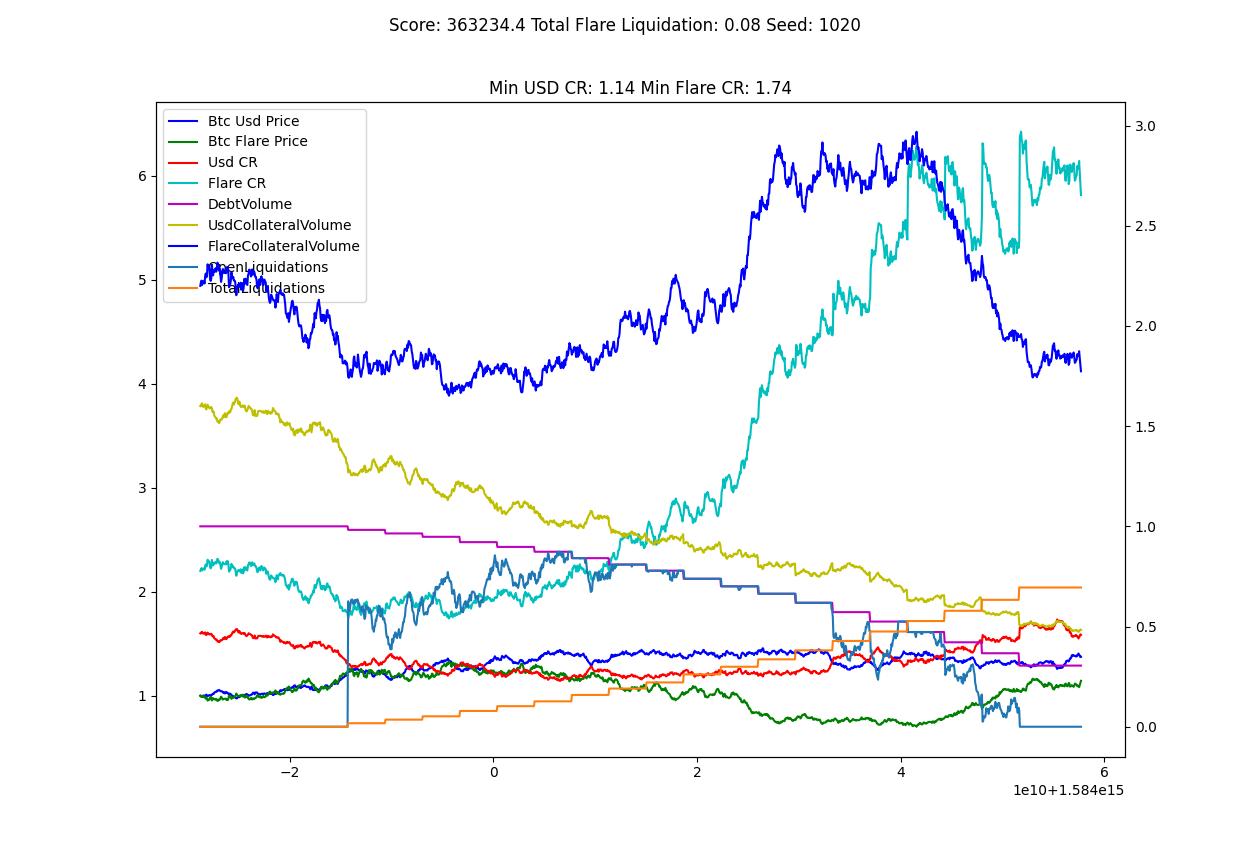 Score: 363234.4 Total Flare Liquidation: 0.08 Seed: 1020
Min USD CR: 1.14 Min Flare CR: 1.74
Btc Usd Price
Btc Flare Price
Usd CR
Flare CR
DebtVolume
UsdCollateralVolume
FlareCollateralVolume
OpenLiquidations
TotalLiquidations
6
5
4
3
2
1
3.0
2.5
2.0
1.5
1.0
0.5
0.0
−2
0
2
4
6
1e10+1.584e15